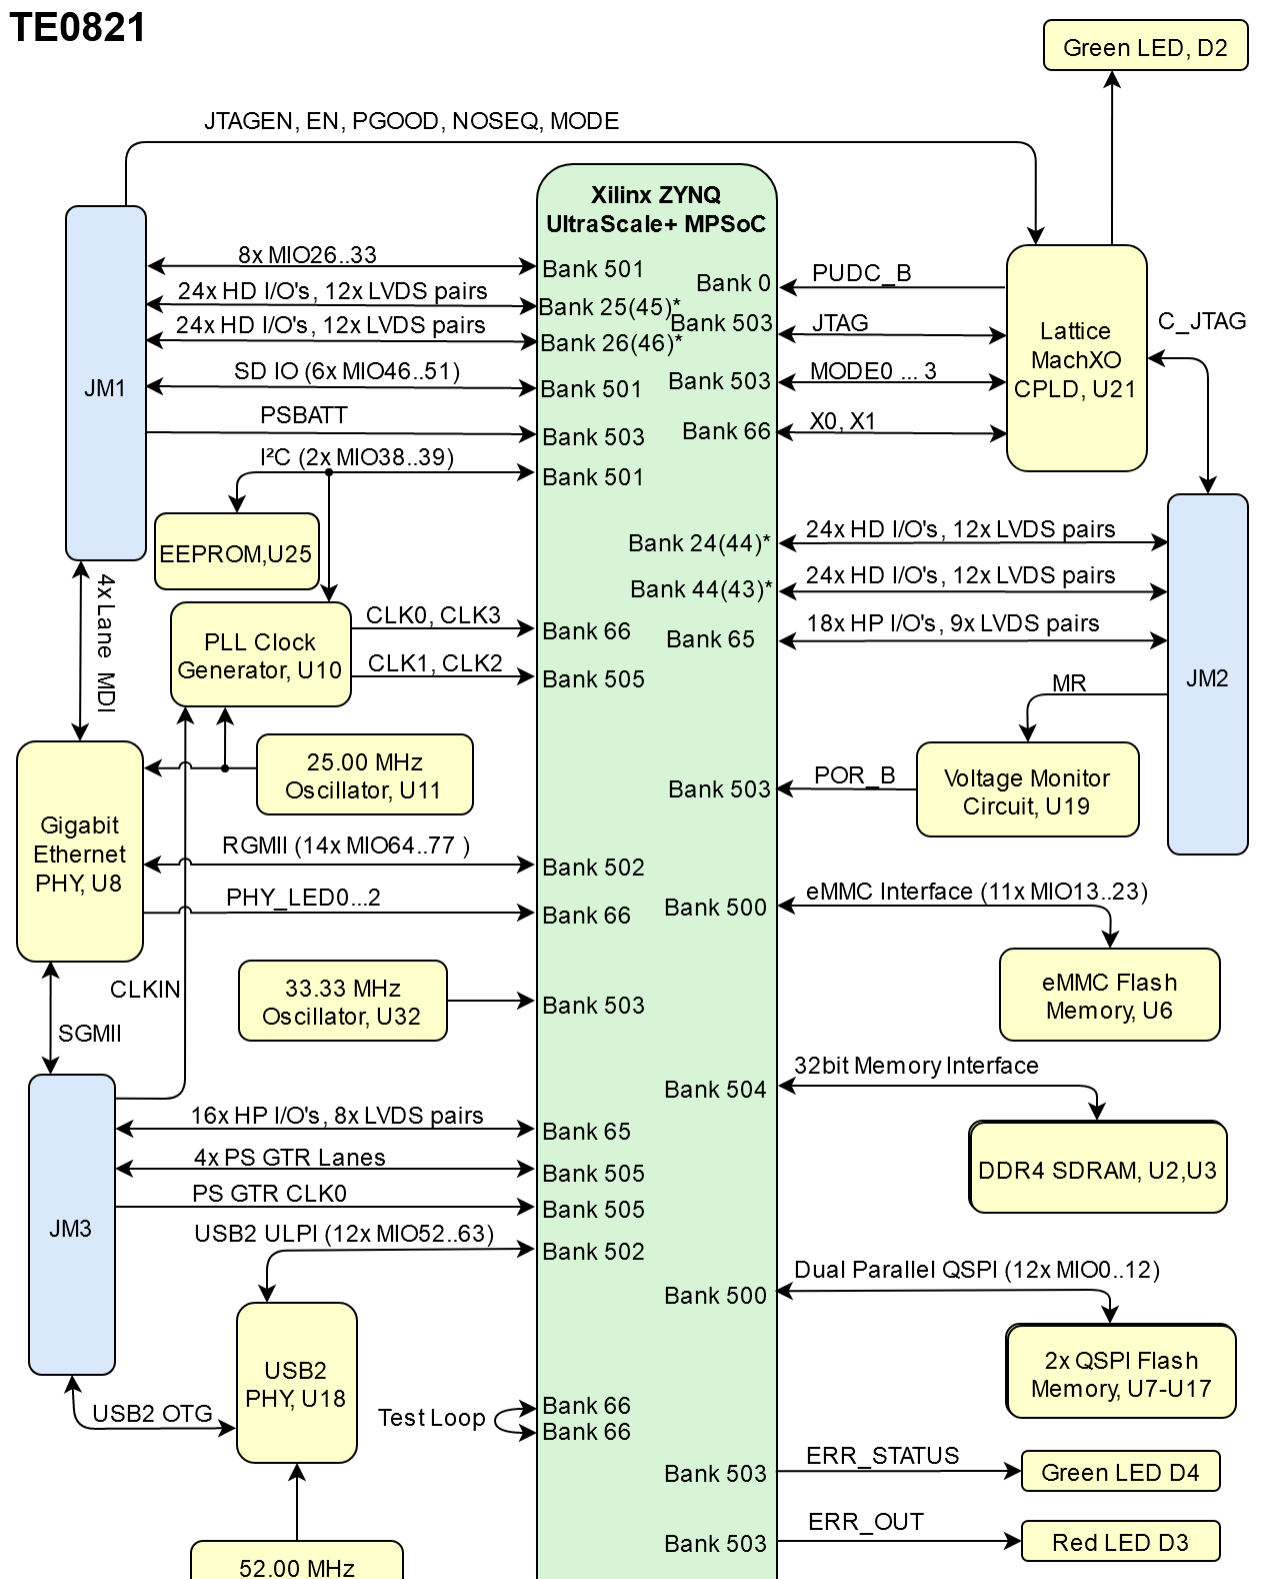 TE0821
Green LED, D2
JTAGEN, EN, PGOOD, NOSEQ, MODE
Xilinx ZYNQ
UltraScale+ MPSoC
JM1
8x MIO26..33
Bank 501
24x HD I/O's, 12x LVDS pairs
Bank 25(45)*
24x HD I/O's, 12x LVDS pairs
Bank 26(46)*
SD IO (6x MIO46..51)
Bank 501
PSBATT
Bank 503
I²C (2x MIO38..39)
Bank 501
Bank 0
PUDC_B
Bank 503
JTAG
Bank 503
MODE0 ... 3
Bank 66
X0, X1
Lattice
MachXO
CPLD, U21
C_JTAG
EEPROM,U25
4x Lane MDI
PLL Clock
Generator, U10
CLK0, CLK3
Bank 66
CLK1, CLK2
Bank 505
Bank 24(44)*
24x HD I/O's, 12x LVDS pairs
Bank 44(43)*
24x HD I/O's, 12x LVDS pairs
Bank 65
18x HP I/O's, 9x LVDS pairs
JM2
MR
25.00 MHz
Oscillator, U11
Bank 503
POR_B
Voltage Monitor
Circuit, U19
Gigabit
Ethernet
PHY, U8
RGMII (14x MIO64..77 )
Bank 502
PHY_LED0...2
Bank 66
Bank 500
eMMC Interface (11x MIO13..23)
eMMC Flash
Memory, U6
CLKIN
SGMII
33.33 MHz
Oscillator, U32
Bank 503
Bank 504
32bit Memory Interface
DDR4 SDRAM, U2,U3
JM3
16x HP I/O's, 8x LVDS pairs
Bank 65
4x PS GTR Lanes
Bank 505
PS GTR CLK0
Bank 505
USB2 ULPI (12x MIO52..63)
Bank 502
Bank 500
Dual Parallel QSPI (12x MIO0..12)
2x QSPI Flash
Memory, U7-U17
USB2
PHY, U18
USB2 OTG
Test Loop
Bank 66
Bank 66
Bank 503
ERR_STATUS
Green LED D4
Bank 503
ERR_OUT
Red LED D3
52.00 MHz